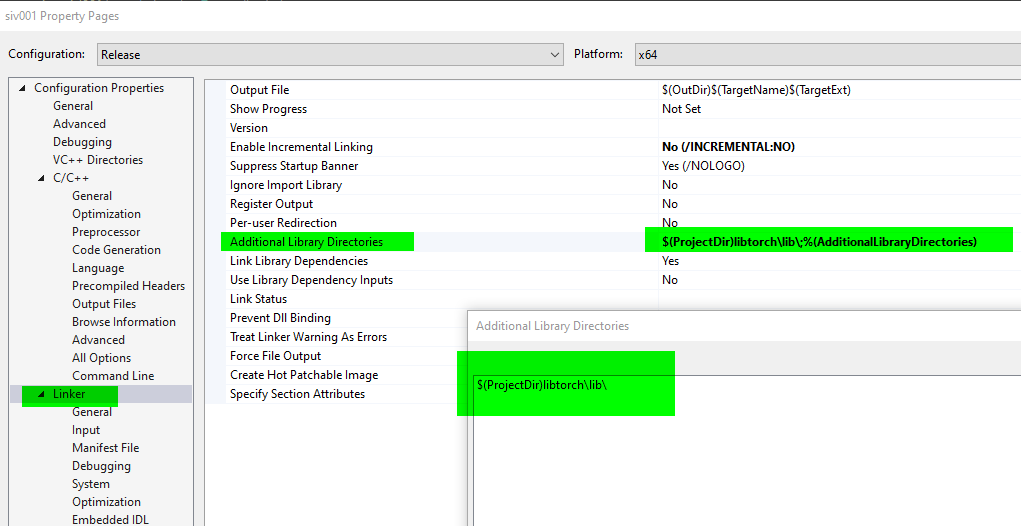 siv001 Property Pages
Configuration: Release Platform: x64
Configuration Properties
General
Advanced
Debugging
VC++ Directories
C/C++
General
Optimization
Preprocessor
Code Generation
Language
Precompiled Headers
Output Files
Browse Information
Advanced
All Options
Command Line
Linker
General
Input
Manifest File
Debugging
System
Optimization
Embedded IDL
Output File $(OutDir)$(TargetName)$(TargetExt)
Show Progress Not Set
Version
Enable Incremental Linking No (/INCREMENTAL:NO)
Suppress Startup Banner Yes (/NOLOGO)
Ignore Import Library No
Register Output No
Per-user Redirection No
Additional Library Directories $(ProjectDir)libtorch\lib\;%(AdditionalLibraryDirectories)
Link Library Dependencies Yes
Use Library Dependency Inputs No
Link Status
Prevent Dll Binding
Treat Linker Warning As Errors
Force File Output
Create Hot Patchable Image
Specify Section Attributes
Additional Library Directories
$(ProjectDir)libtorch\lib\